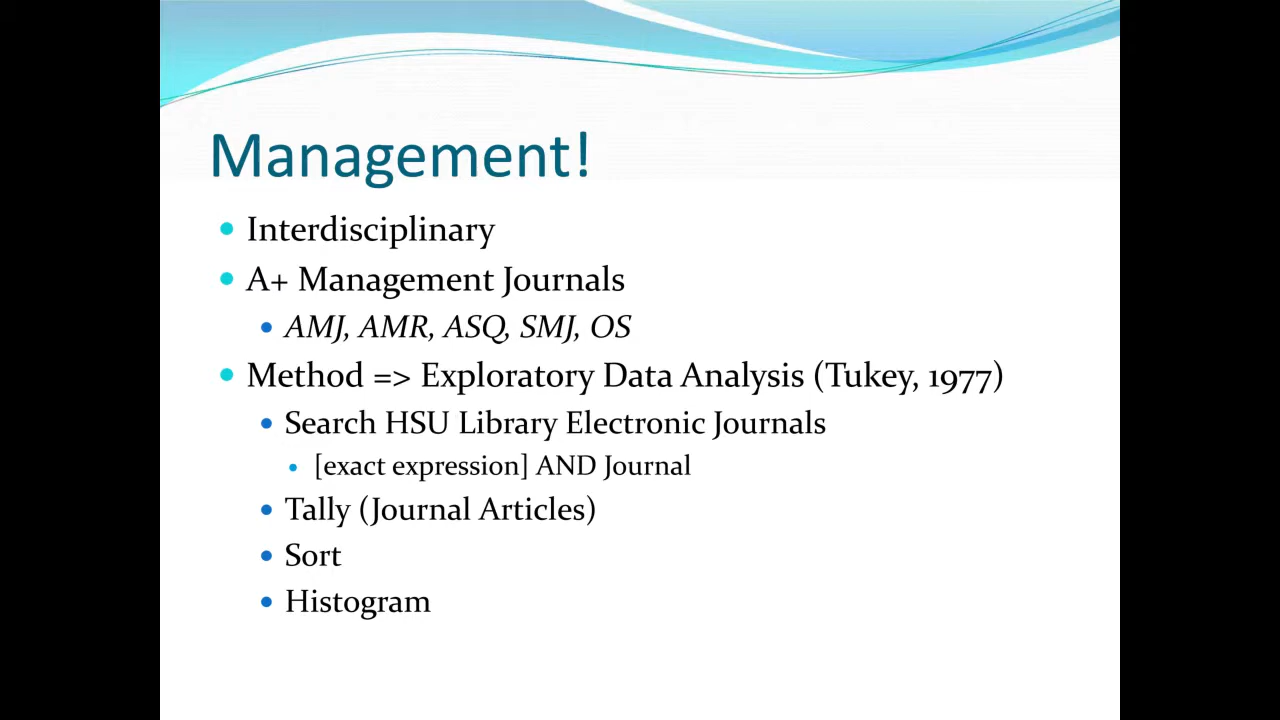 Management!
Interdisciplinary
A+ Management Journals
AMJ, AMR, ASQ, SMJ, OS
Method => Exploratory Data Analysis (Tukey, 1977)
Search HSU Library Electronic Journals
[exact expression] AND Journal
Tally (Journal Articles)
Sort
Histogram